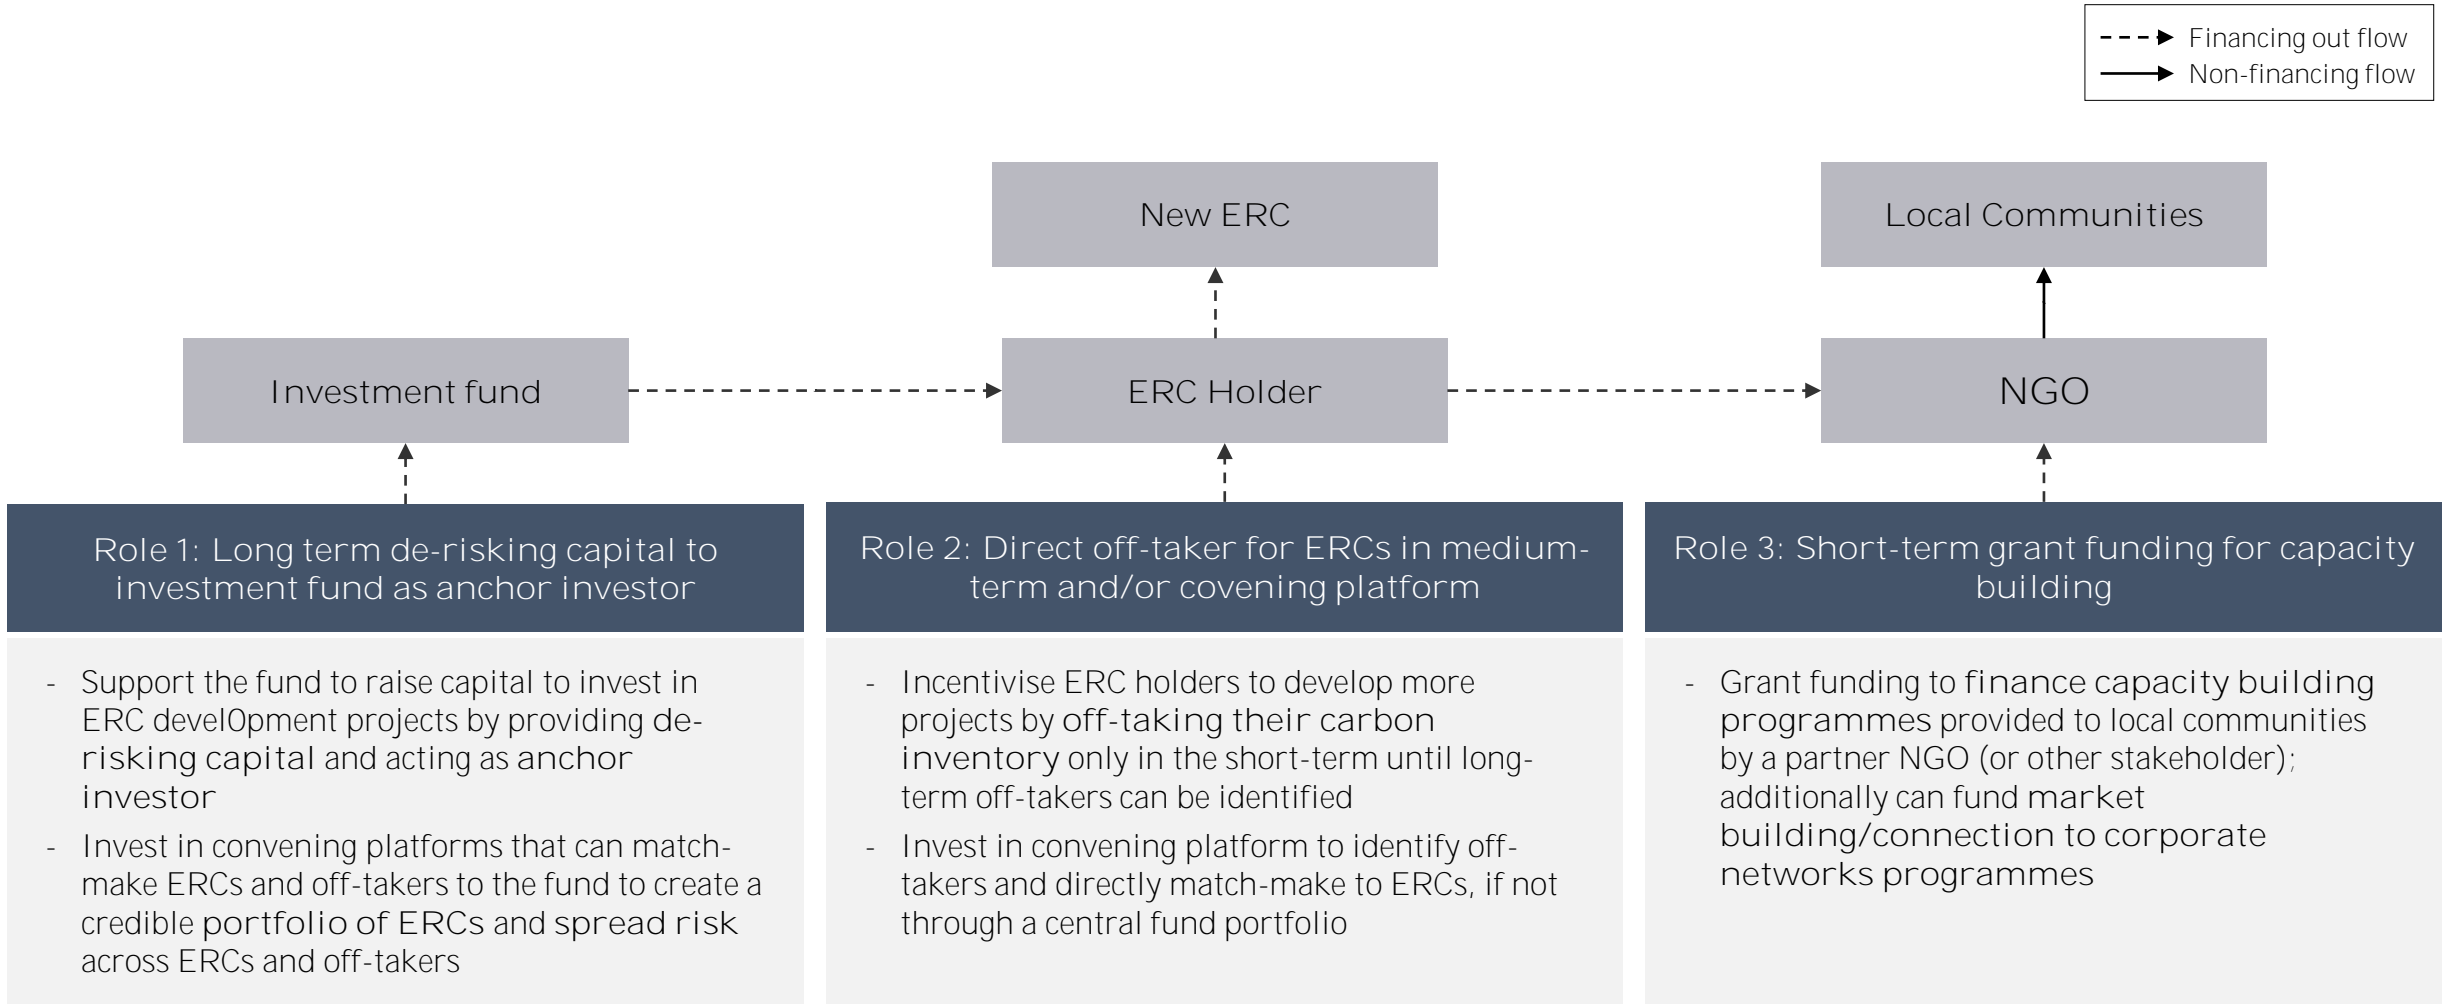 Financing out flow
Non-financing flow
New ERC
Local Communities
Investment fund
ERC Holder
NGO
Role 1: Long term de-risking capital to
investment fund as anchor investor
Role 2: Direct off-taker for ERCs in medium-
term and/or covening platform
Role 3: Short-term grant funding for capacity
building
- Support the fund to raise capital to invest in
ERC devel0pment projects by providing de-
risking capital and acting as anchor
investor
- Invest in convening platforms that can match-
make ERCs and off-takers to the fund to create a
credible portfolio of ERCs and spread risk
across ERCs and off-takers
- Incentivise ERC holders to develop more
projects by off-taking their carbon
inventory only in the short-term until long-
term off-takers can be identified
- Invest in convening platform to identify off-
takers and directly match-make to ERCs, if not
through a central fund portfolio
- Grant funding to finance capacity building
programmes provided to local communities
by a partner NGO (or other stakeholder);
additionally can fund market
building/connection to corporate
networks programmes